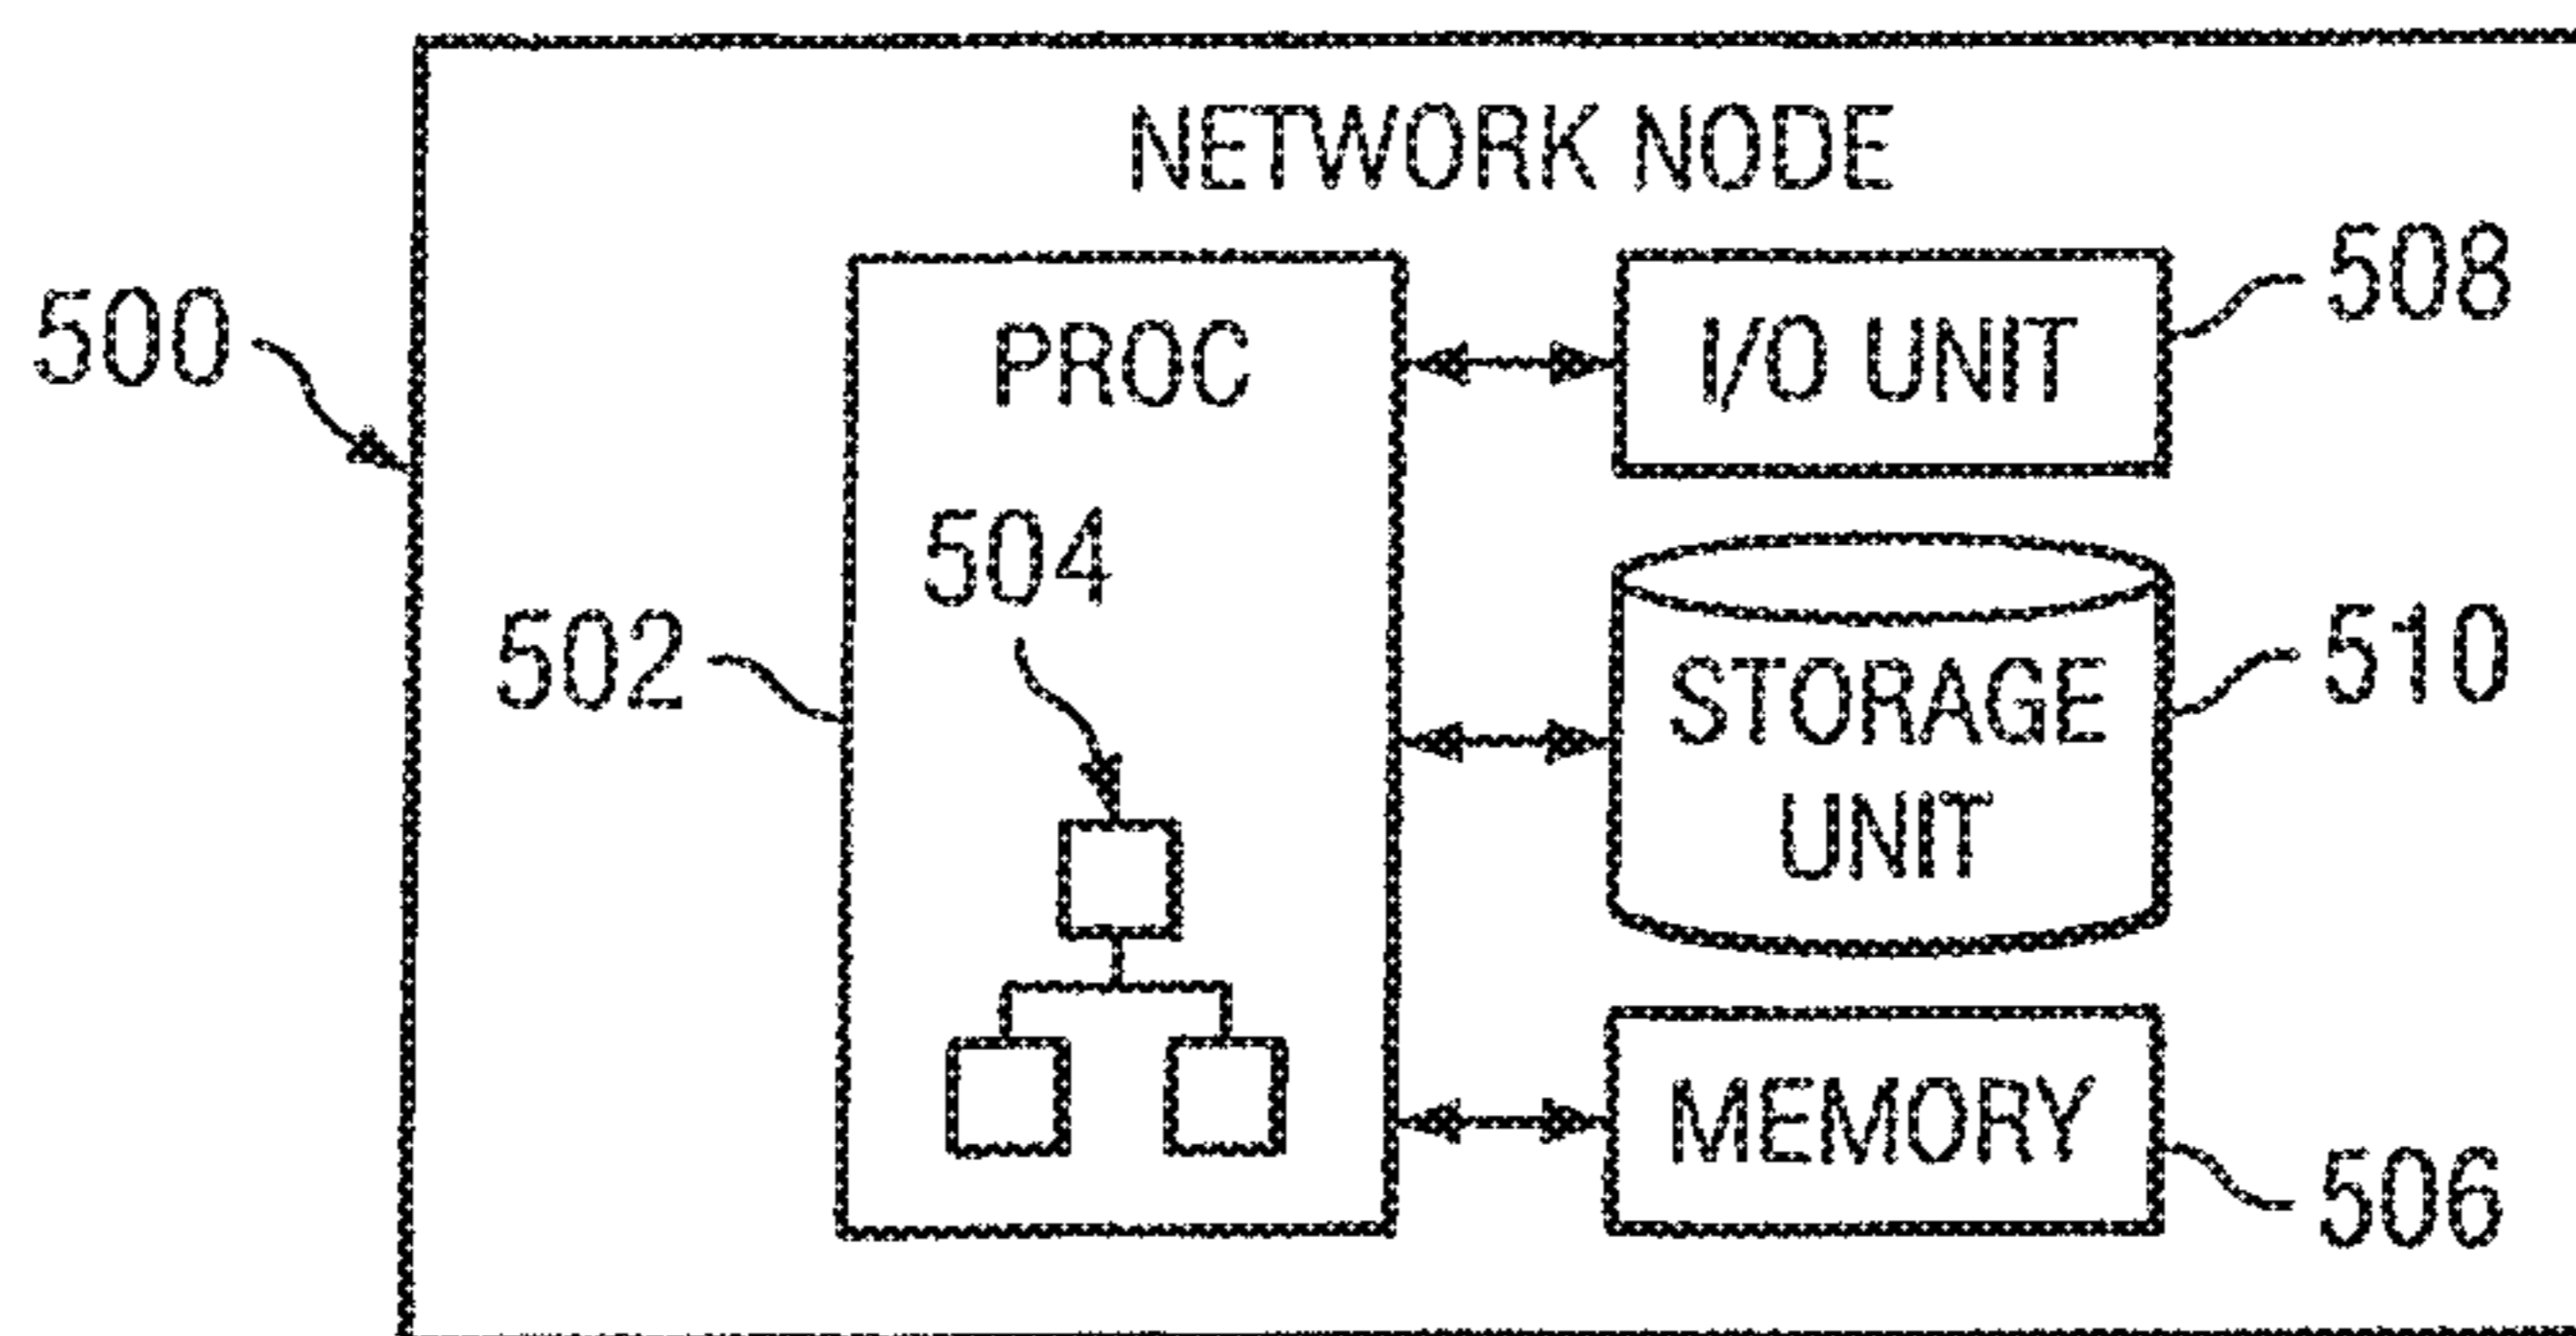 NETWORK NODE
500
PROC
I/O UNIT
508
504
502
STORAGE
UNIT
510
MEMORY
506